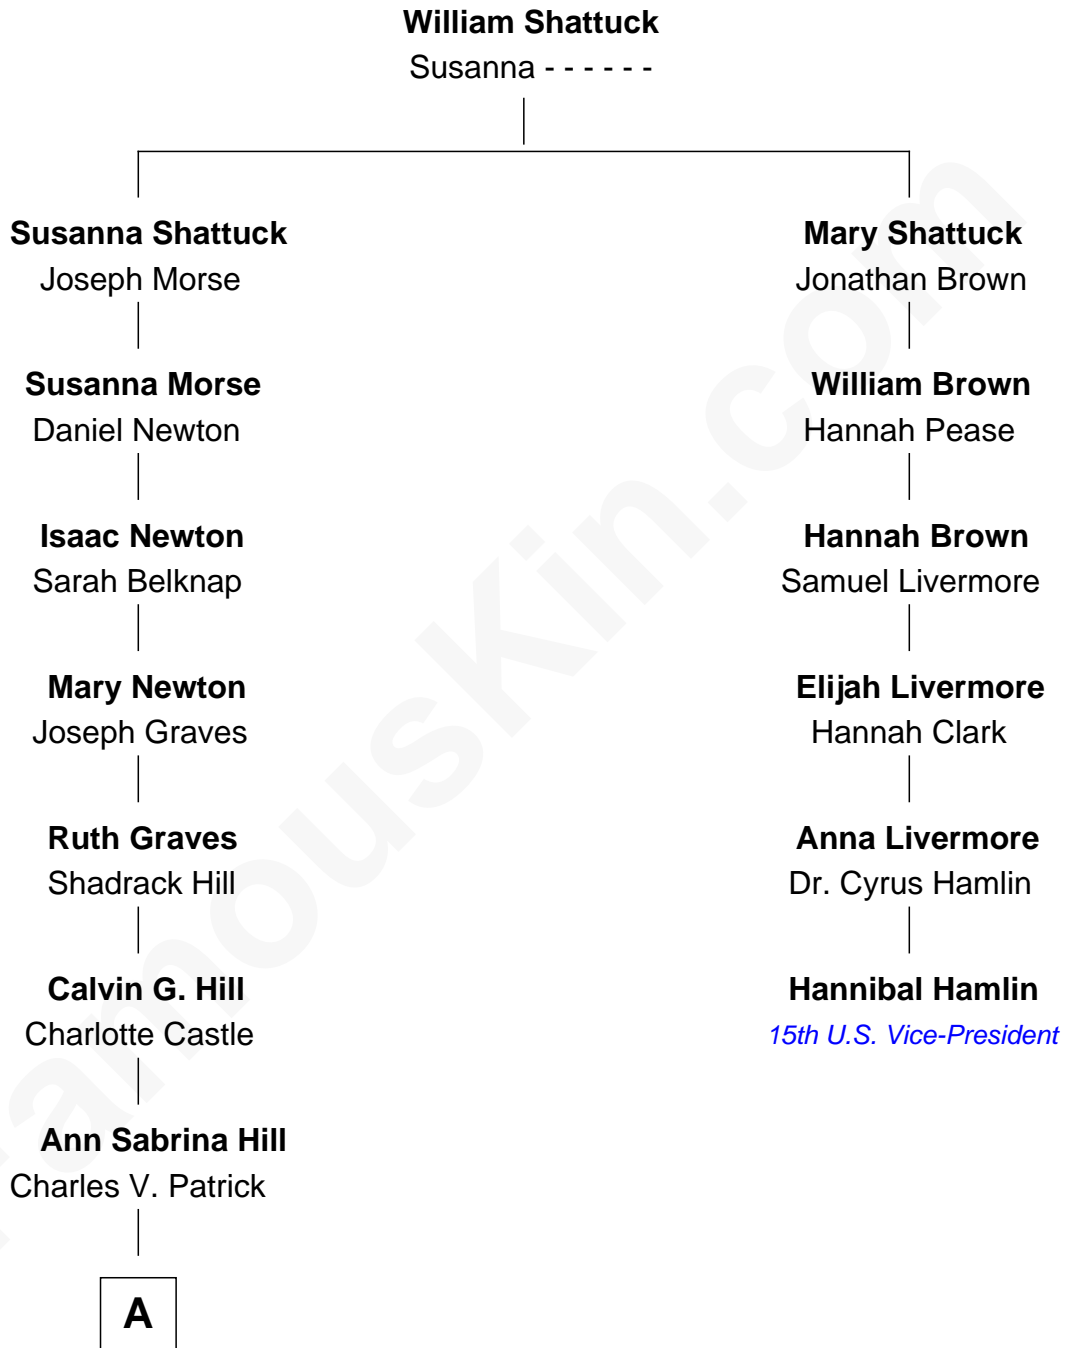 William Shattuck
Susanna - - - - - -
Susanna Shattuck
Joseph Morse
Mary Shattuck
Jonathan Brown
Susanna Morse
Daniel Newton
William Brown
Hannah Pease
Isaac Newton
Sarah Belknap
Hannah Brown
Samuel Livermore
Mary Newton
Joseph Graves
Elijah Livermore
Hannah Clark
Ruth Graves
Shadrack Hill
Anna Livermore
Dr. Cyrus Hamlin
Calvin G. Hill
Charlotte Castle
Hannibal Hamlin
15th U.S. Vice-President
Ann Sabrina Hill
Charles V. Patrick
A
FamousKin.com